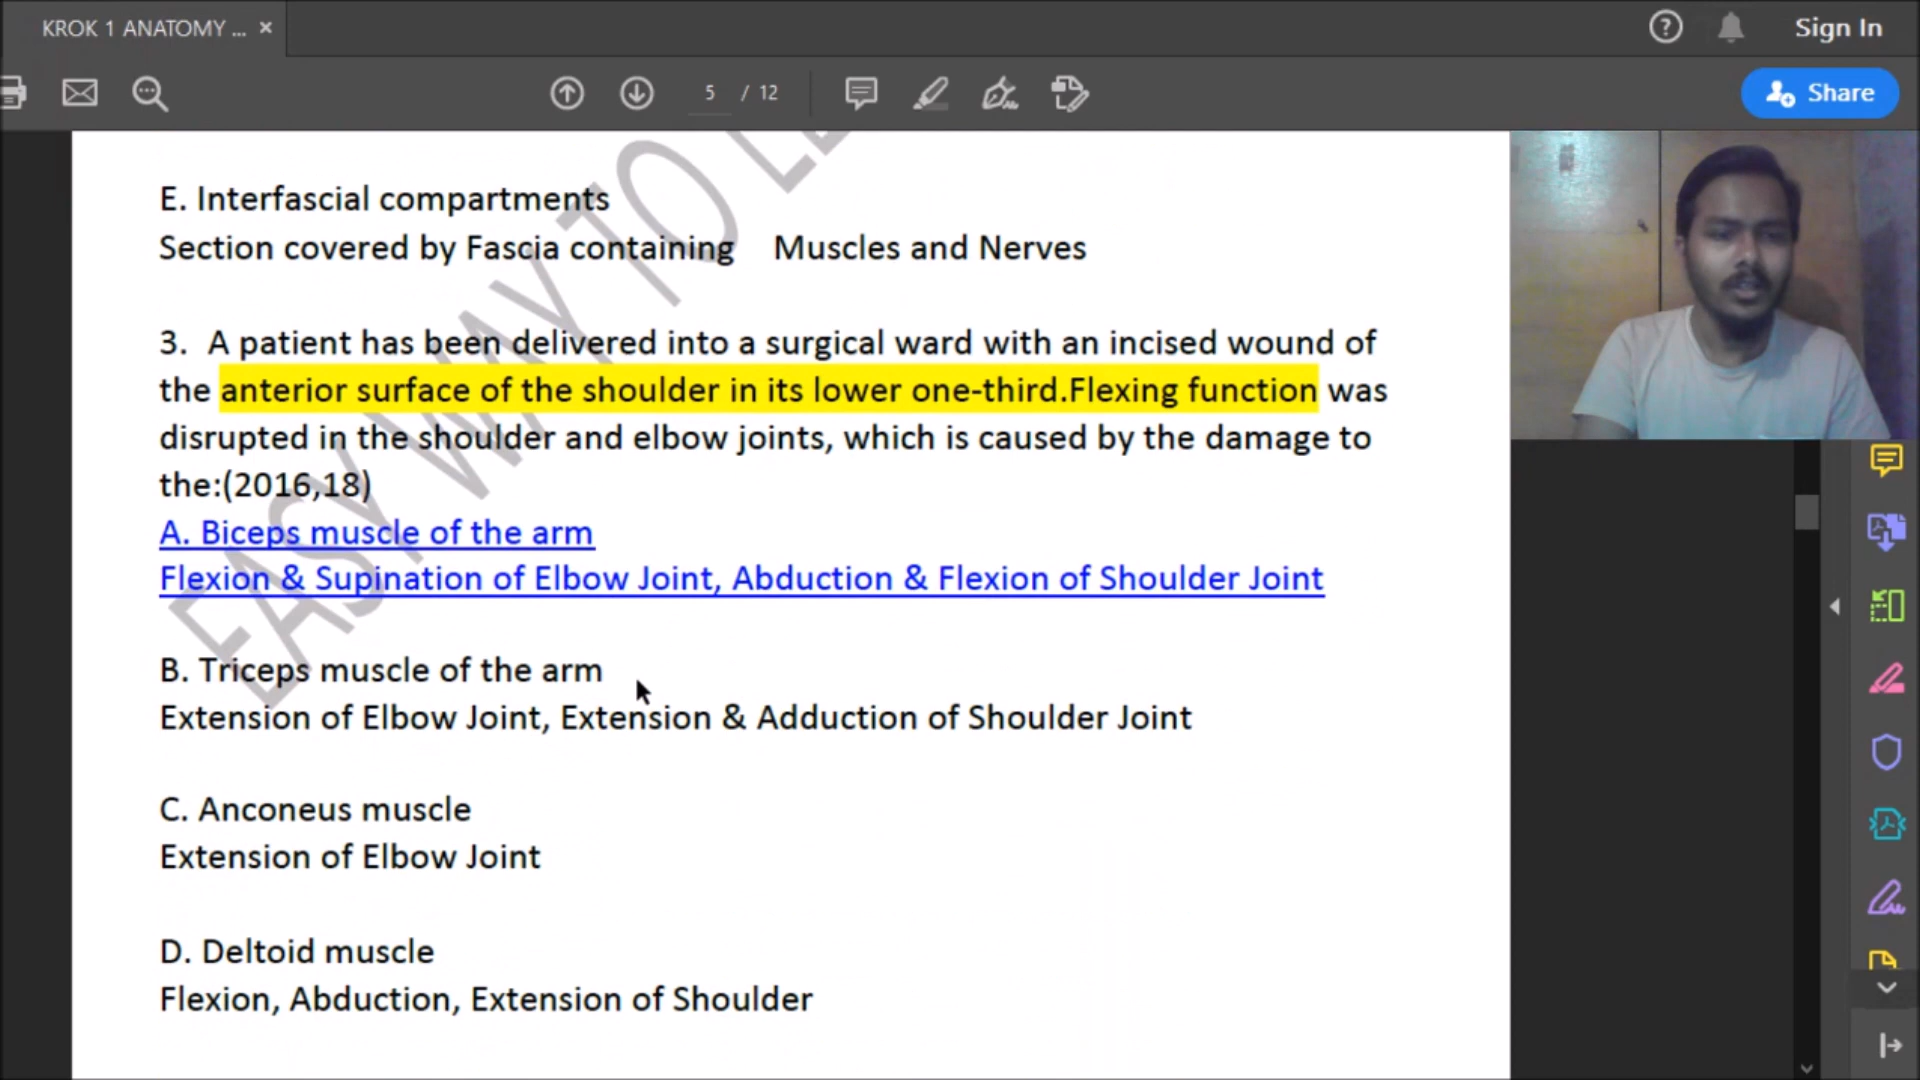 KROK 1 ANATOMY ...
Sign In
5 / 12
Share
E. Interfascial compartments
Section covered by Fascia containing Muscles and Nerves
3. A patient has been delivered into a surgical ward with an incised wound of
the anterior surface of the shoulder in its lower one-third.Flexing function was
disrupted in the shoulder and elbow joints, which is caused by the damage to
the:(2016,18)
A. Biceps muscle of the arm
Flexion & Supination of Elbow Joint, Abduction & Flexion of Shoulder Joint
B. Triceps muscle of the arm
Extension of Elbow Joint, Extension & Adduction of Shoulder Joint
C. Anconeus muscle
Extension of Elbow Joint
D. Deltoid muscle
Flexion, Abduction, Extension of Shoulder
EASY WAY TO